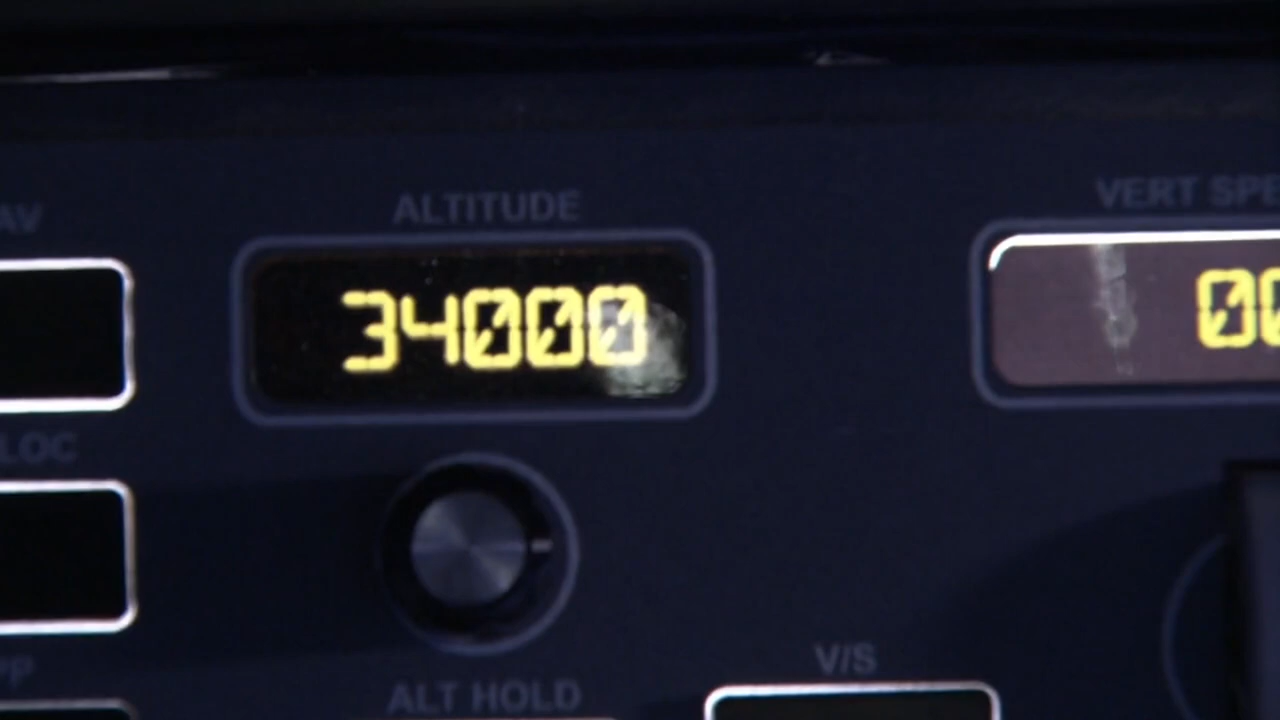 AV
ALTITUDE
VERT SPE
34000
00
LOC
V/S
ALT HOLD